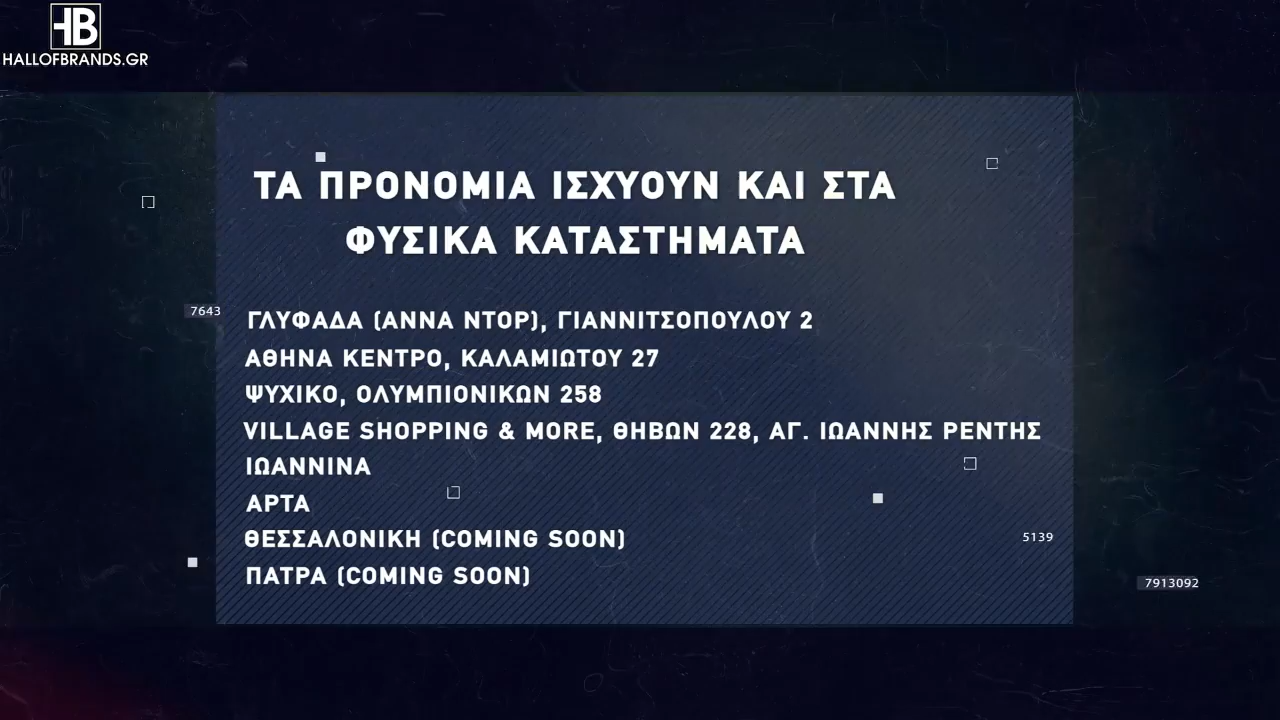 HB
HALLOFBRANDS.GR
ΤΑ ΠΡΟΝΟΜΙΑ ΙΣΧΥΟΥΝ ΚΑΙ ΣΤΑ
ΦΥΣΙΚΑ ΚΑΤΑΣΤΗΜΑΤΑ
7643
ΓΛΥΦΑΔΑ (ΑΝΝΑ ΝΤΟΡ), ΓΙΑΝΝΙΤΣΟΠΟΥΛΟΥ 2
ΑΘΗΝΑ ΚΕΝΤΡΟ, ΚΑΛΑΜΙΩΤΟΥ 27
ΨΥΧΙΚΟ, ΟΛΥΜΠΙΟΝΙΚΩΝ 258
VILLAGE SHOPPING & MORE, ΘΗΒΩΝ 228, ΑΓ. ΙΩΑΝΝΗΣ ΡΕΝΤΗΣ
ΙΩΑΝΝΙΝΑ
ΑΡΤΑ
ΘΕΣΣΑΛΟΝΙΚΗ (COMING SOON)
5139
ΠΑΤΡΑ (COMING SOON)
7913092